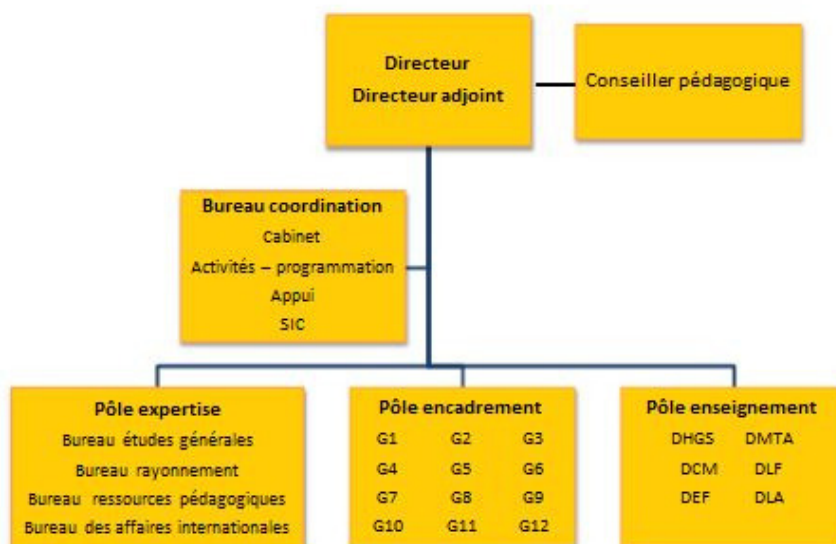 Directeur
Directeur adjoint
Conseiller pédagogique
Bureau coordination
Cabinet
Activités – programmation
Appui
SIC
Pôle expertise
Bureau études générales
Bureau rayonnement
Bureau ressources pédagogiques
Bureau des affaires internationales
Pôle encadrement
G1 G2 G3
G4 G5 G6
G7 G8 G9
G10 G11 G12
Pôle enseignement
DHGS DMTA
DCM DLF
DEF DLA